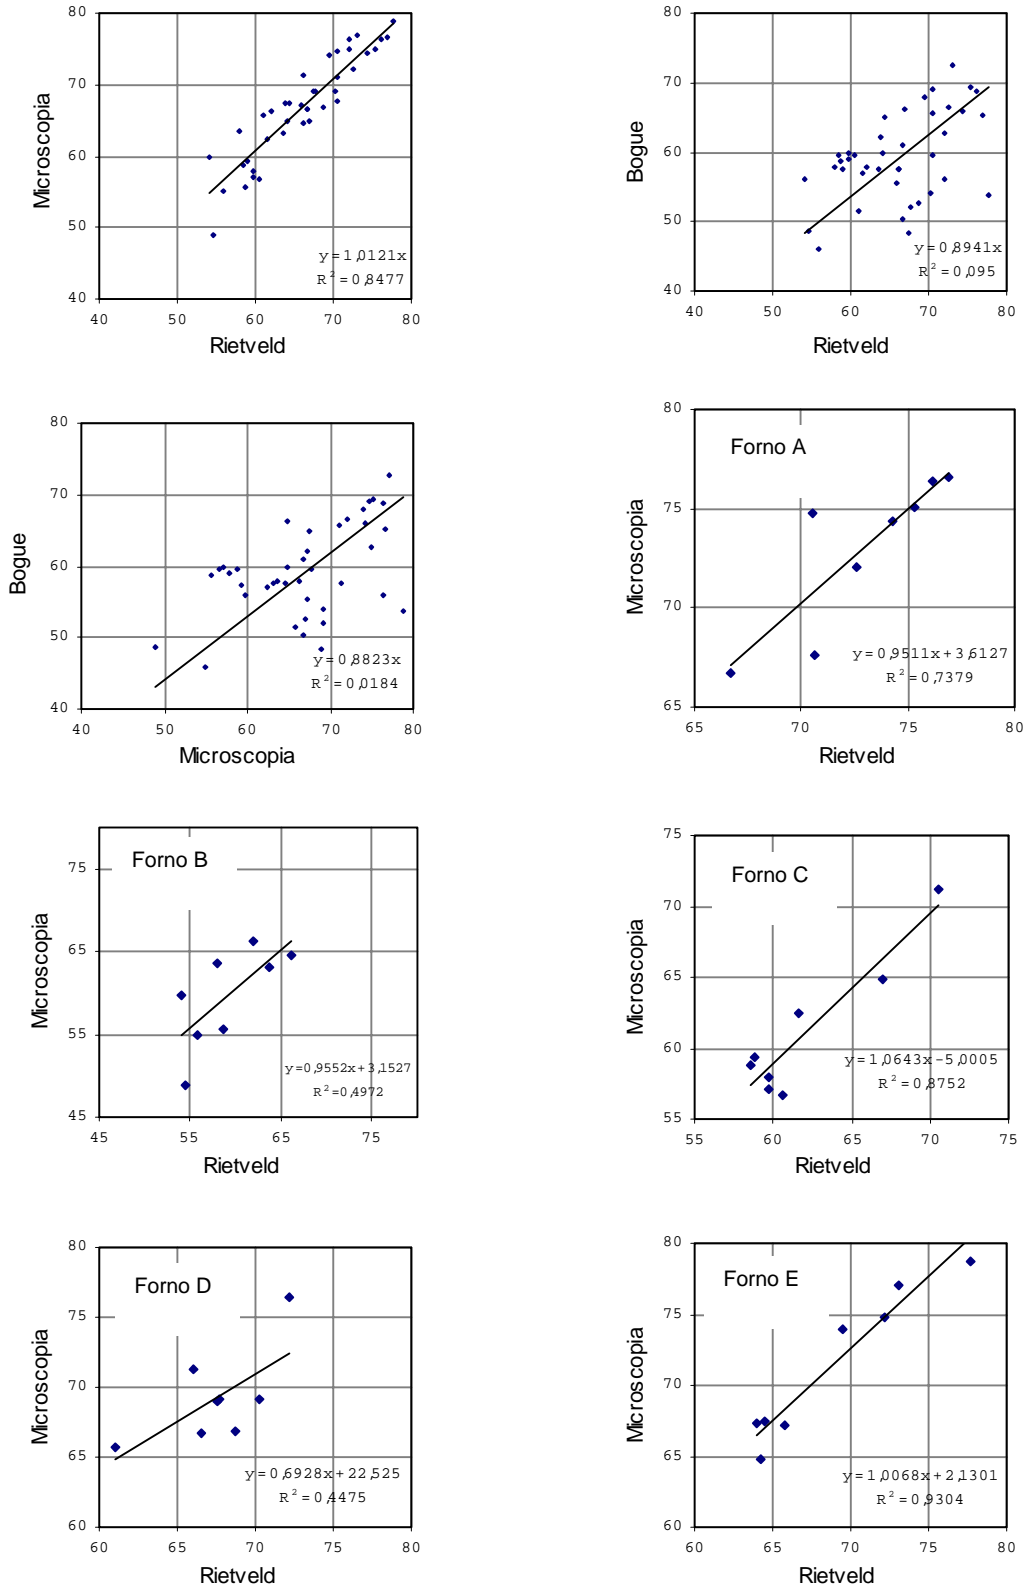 80
70
60
50
40
Microscopia
y = 1,0121x
R² = 0,8477
40 50 60 70 80
Rietveld
80
70
60
50
40
Bogue
y = 0,8941x
R² = 0,095
40 50 60 70 80
Rietveld
80
70
60
50
40
Bogue
y = 0,8823x
R² = 0,0184
40 50 60 70 80
Microscopia
80
75
70
65
Microscopia
Forno A
y = 0,9511x + 3,6127
R² = 0,7379
65 70 75 80
Rietveld
75
65
55
45
Microscopia
Forno B
y = 0,9552x + 3,1527
R² = 0,4972
45 55 65 75
Rietveld
75
70
65
60
55
Microscopia
Forno C
y = 1,0643x − 5,0005
R² = 0,8752
55 60 65 70 75
Rietveld
80
75
70
65
60
Microscopia
Forno D
y = 0,6928x + 22,525
R² = 0,4475
60 65 70 75 80
Rietveld
80
75
70
65
60
Microscopia
Forno E
y = 1,0068x + 2,1301
R² = 0,9304
60 65 70 75 80
Rietveld